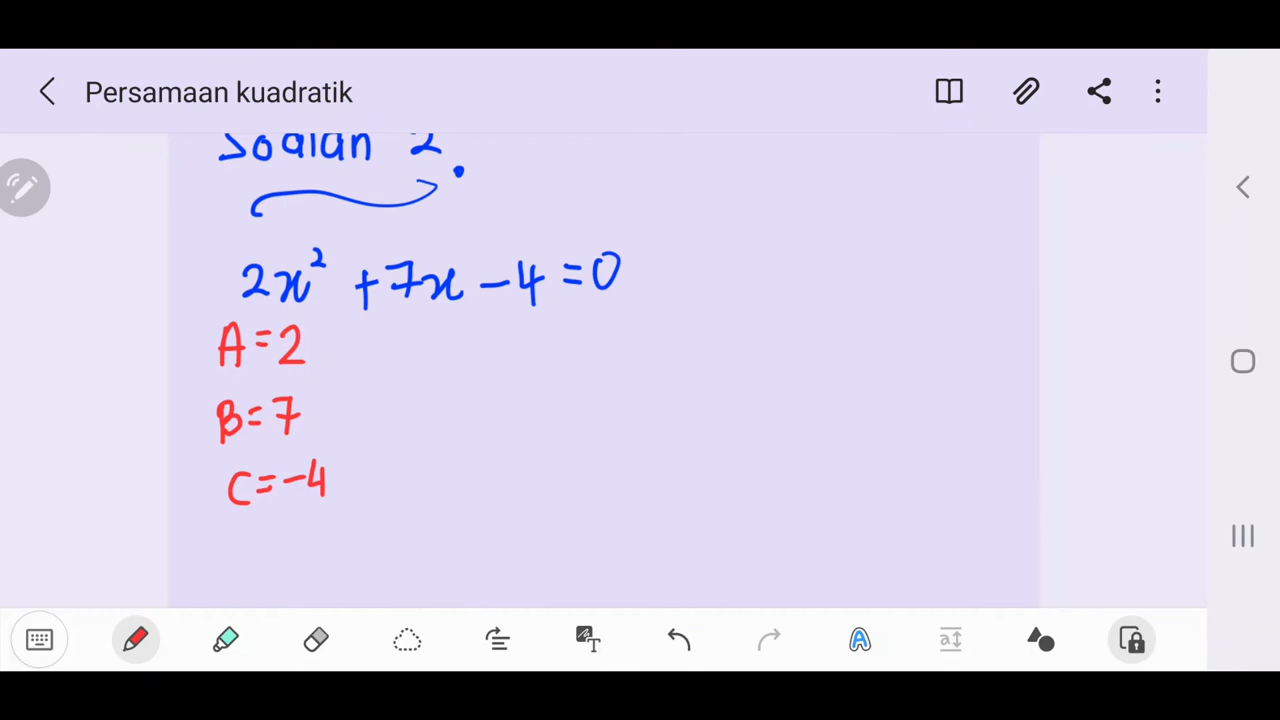 Persamaan kuadratik
Soalan 2.
2x² + 7x - 4 = 0
A = 2
B = 7
C = -4